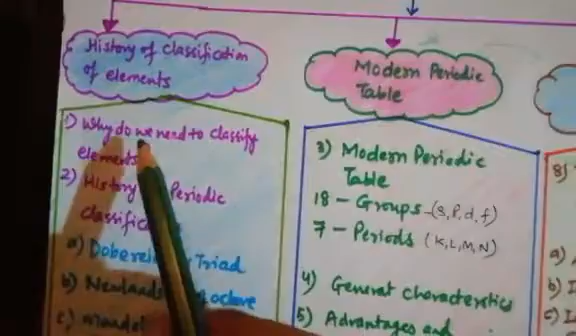 History of classification
of elements
1) Why do we need to classify
elements
2) History Periodic
classific
a) Doberei Triad
b) Newlands octave
c) Mendel
Modern Periodic
Table
3) Modern Periodic
Table
18 - Groups - (S, P, d, f)
7 - Periods (K, L, M, N)
4) General characteristics
5) Advantages and
8)
a)
b) I
c) I